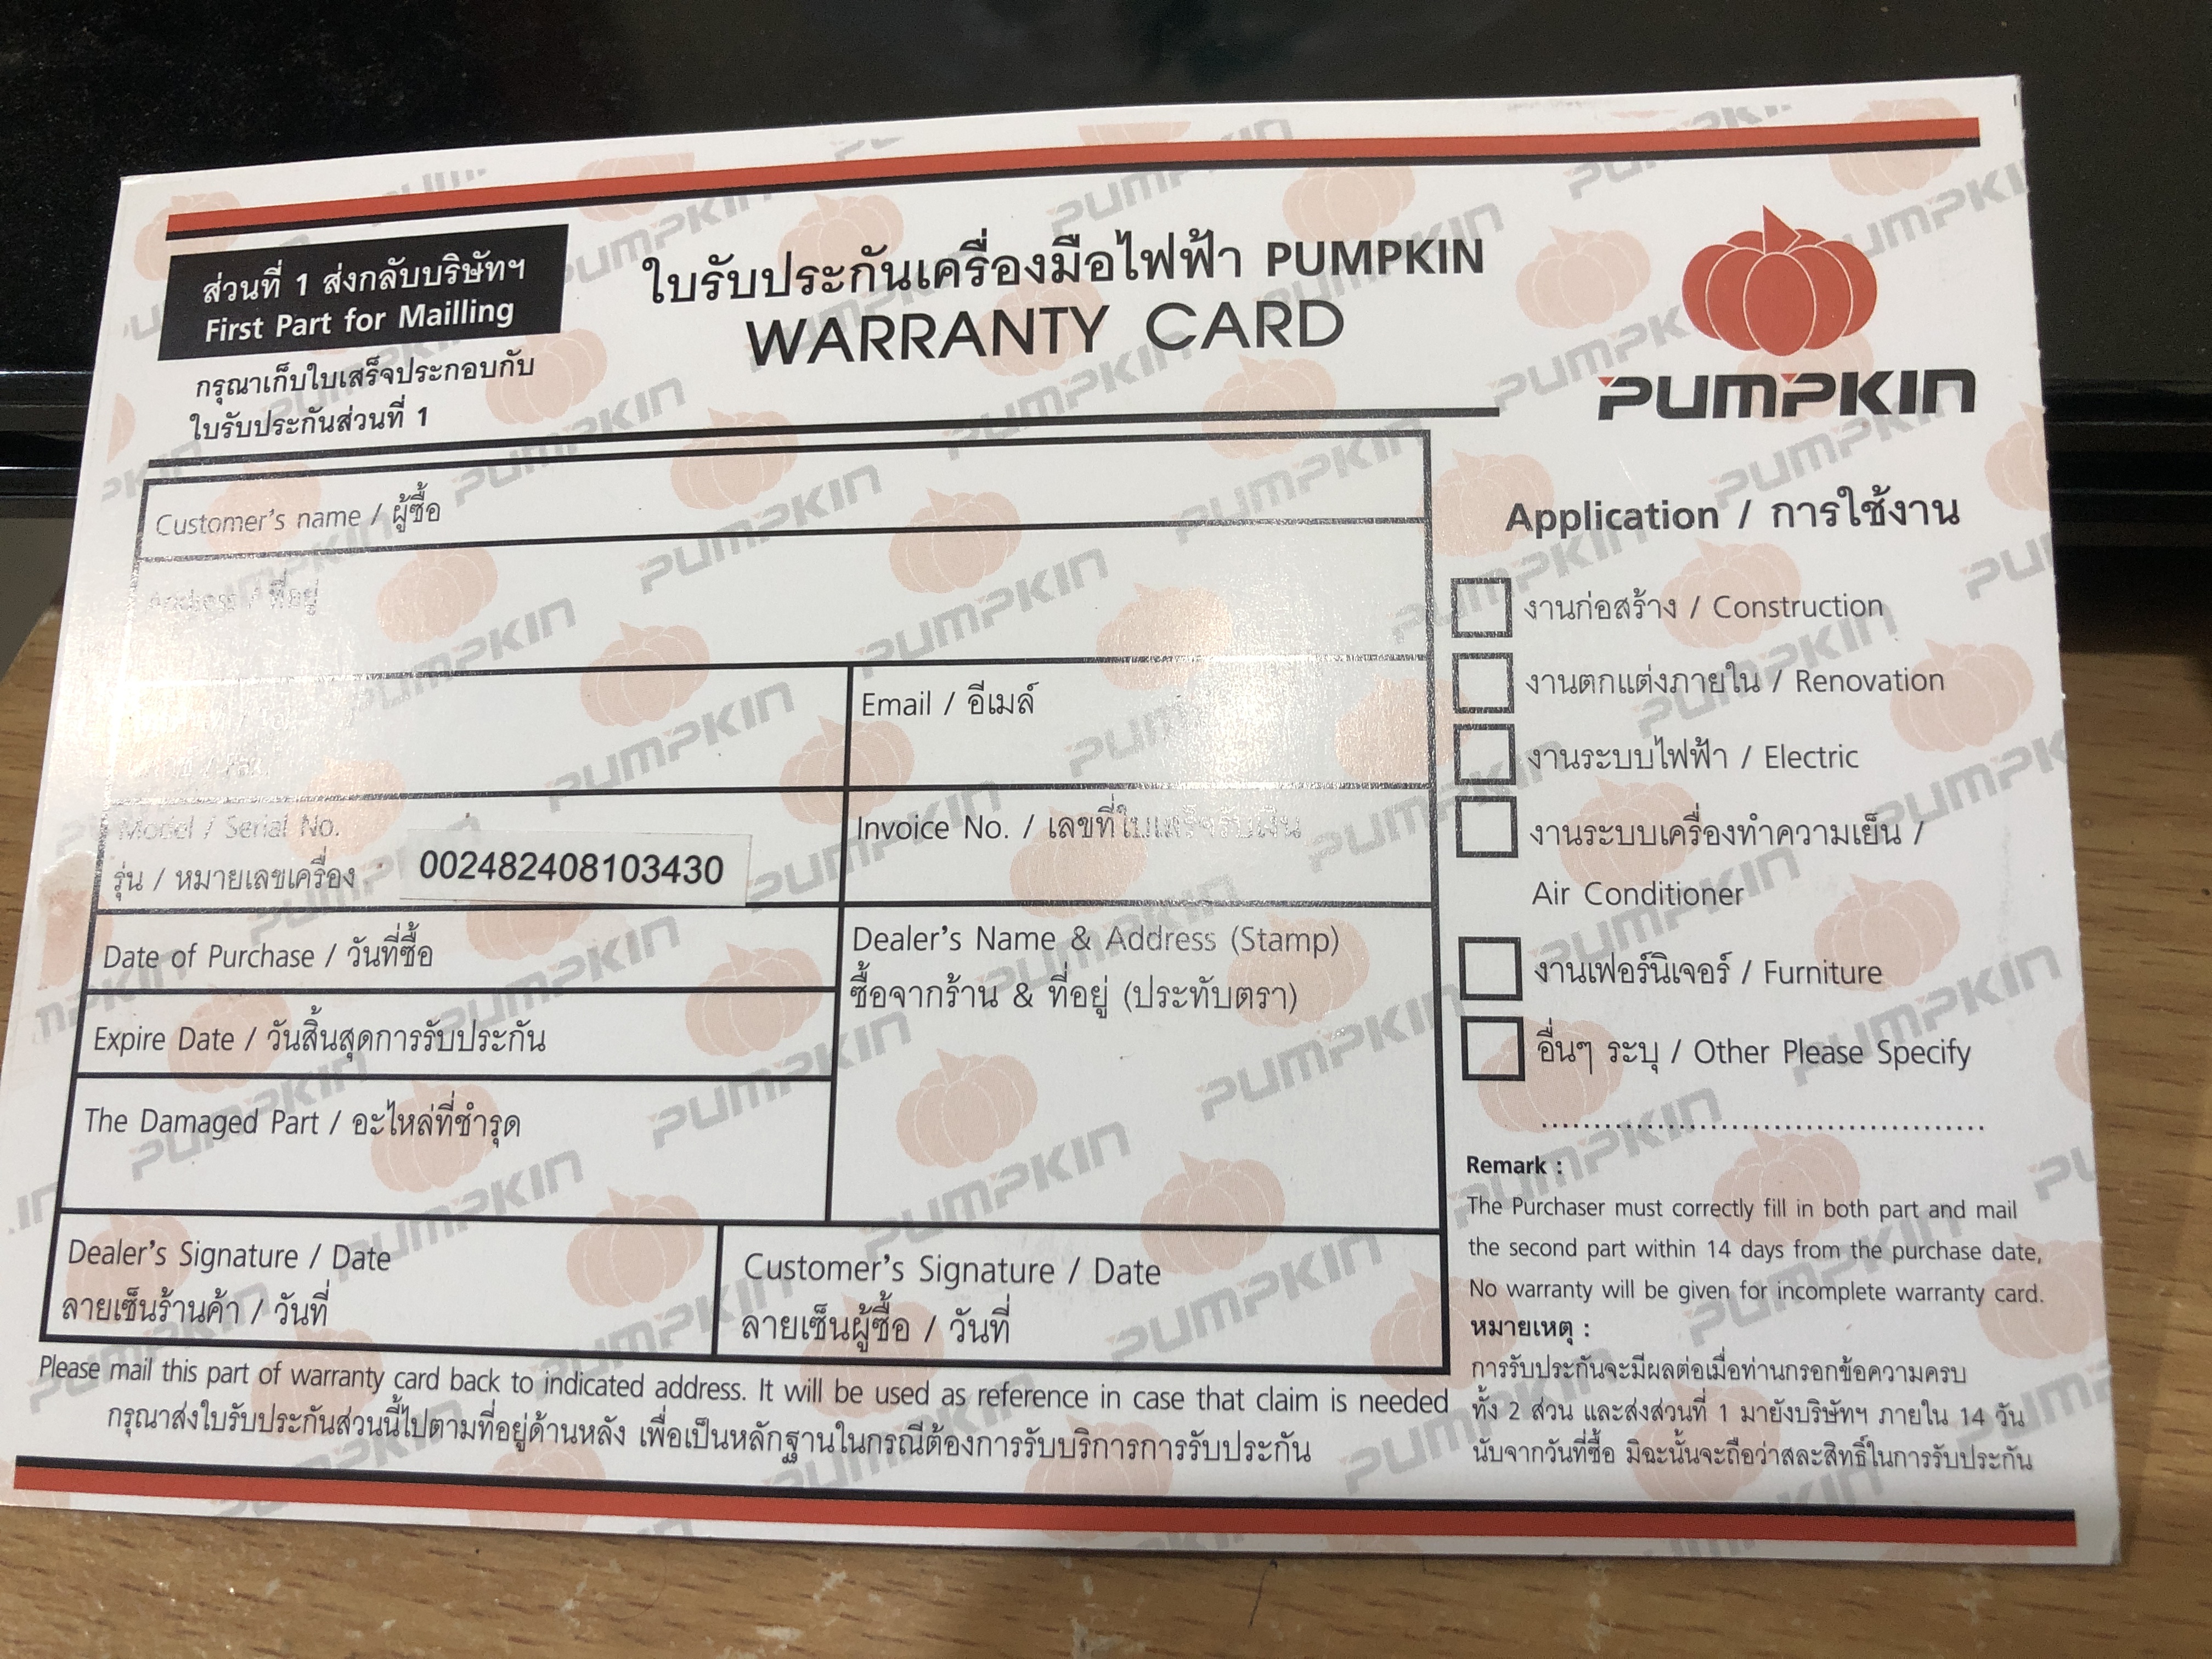 ส่วนที่ 1 ส่งกลับบริษัทฯ
First Part for Mailling
กรุณาเก็บใบเสร็จประกอบกับ
ใบรับประกันส่วนที่ 1
ใบรับประกันเครื่องมือไฟฟ้า PUMPKIN
WARRANTY CARD
PUMPKIN
Customer's name / ผู้ซื้อ
Address / ที่อยู่
Email / อีเมล์
Model / Serial No.
รุ่น / หมายเลขเครื่อง
002482408103430
Invoice No. / เลขที่ใบเสร็จรับเงิน
Date of Purchase / วันที่ซื้อ
Expire Date / วันสิ้นสุดการรับประกัน
The Damaged Part / อะไหล่ที่ชำรุด
Dealer's Name & Address (Stamp)
ซื้อจากร้าน & ที่อยู่ (ประทับตรา)
Dealer's Signature / Date
ลายเซ็นร้านค้า / วันที่
Customer's Signature / Date
ลายเซ็นผู้ซื้อ / วันที่
Please mail this part of warranty card back to indicated address. It will be used as reference in case that claim is needed
กรุณาส่งใบรับประกันส่วนนี้ไปตามที่อยู่ด้านหลัง เพื่อเป็นหลักฐานในกรณีต้องการรับบริการการรับประกัน
Application / การใช้งาน
งานก่อสร้าง / Construction
งานตกแต่งภายใน / Renovation
งานระบบไฟฟ้า / Electric
งานระบบเครื่องทำความเย็น /
Air Conditioner
งานเฟอร์นิเจอร์ / Furniture
อื่นๆ ระบุ / Other Please Specify
Remark :
The Purchaser must correctly fill in both part and mail
the second part within 14 days from the purchase date,
No warranty will be given for incomplete warranty card.
หมายเหตุ :
การรับประกันจะมีผลต่อเมื่อท่านกรอกข้อความครบ
ทั้ง 2 ส่วน และส่งส่วนที่ 1 มายังบริษัทฯ ภายใน 14 วัน
นับจากวันที่ซื้อ มิฉะนั้นจะถือว่าสละสิทธิ์ในการรับประกัน